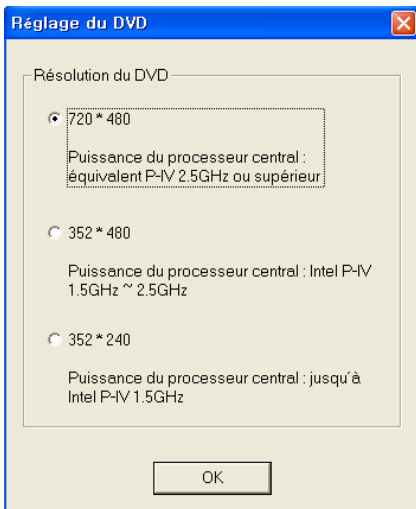 Réglage du DVD
Résolution du DVD
720 * 480
Puissance du processeur central :
équivalent P-IV 2.5GHz ou supérieur
352 * 480
Puissance du processeur central : Intel P-IV
1.5GHz ~ 2.5GHz
352 * 240
Puissance du processeur central : jusqu´à
Intel P-IV 1.5GHz
OK